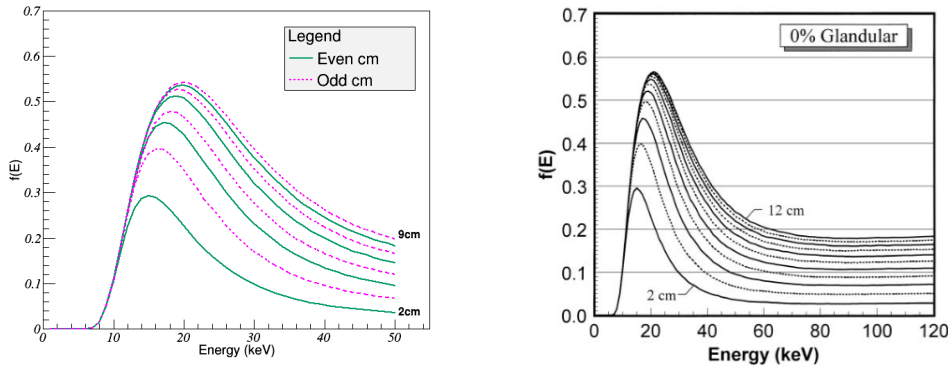 0.7
0.6
0.5
0.4
0.3
0.2
0.1
0
f(E)
Legend
Even cm
Odd cm
9cm
2cm
0 10 20 30 40 50
Energy (keV)
0.7
0.6
0.5
0.4
0.3
0.2
0.1
0.0
f(E)
0% Glandular
12 cm
2 cm
0 20 40 60 80 100 120
Energy (keV)